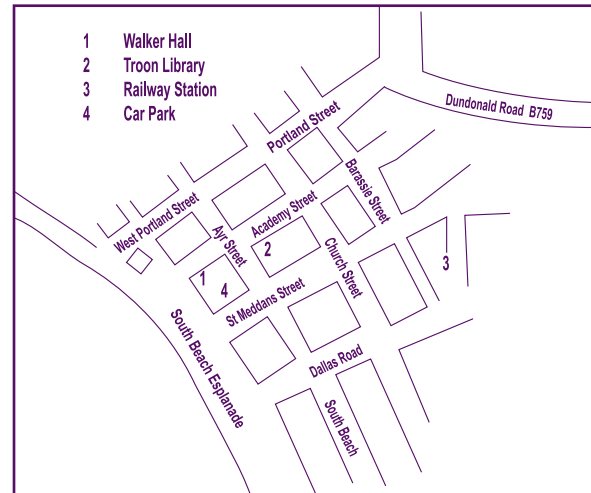 1 Walker Hall
2 Troon Library
3 Railway Station
4 Car Park
Dundonald Road B759
Portland Street
Barassie Street
West Portland Street
Academy Street
Ayr Street
2
Church Street
3
1
4
St Meddans Street
South Beach Esplanade
Dallas Road
South Beach